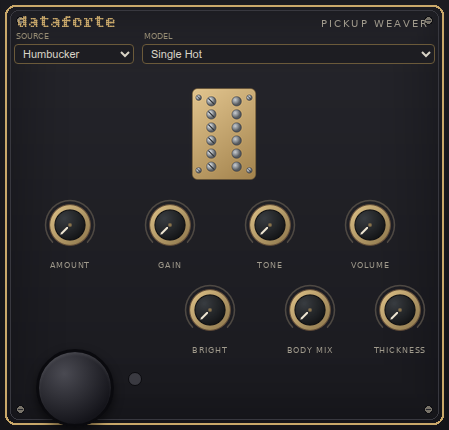 dataforte
PICKUP WEAVER
SOURCE MODEL
Humbucker Single Hot
AMOUNT GAIN TONE VOLUME
BRIGHT BODY MIX THICKNESS